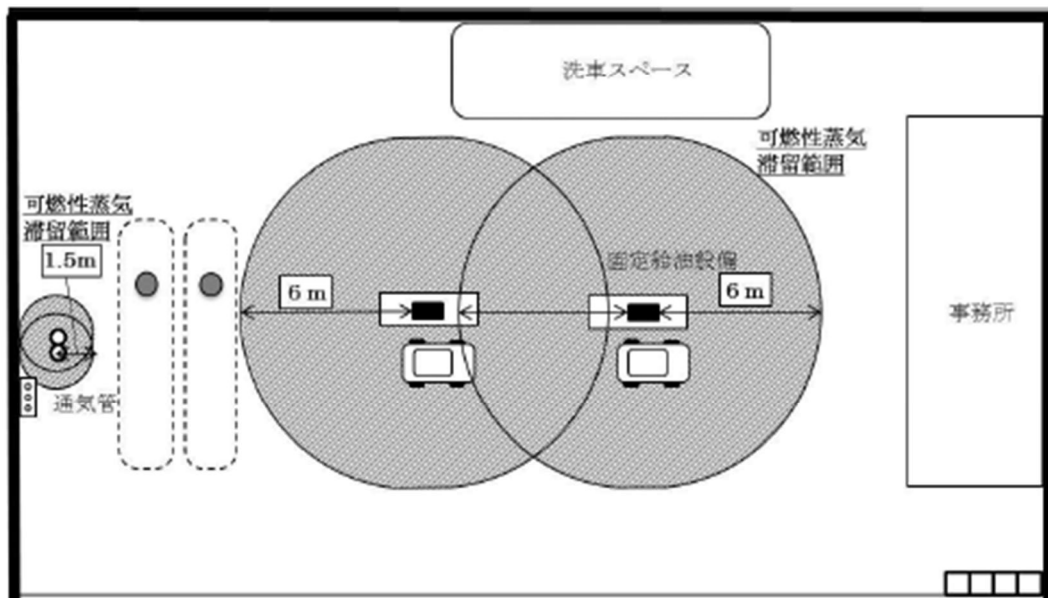 洗車スペース
可燃性蒸気
滞留範囲
可燃性蒸気
滞留範囲
1.5m
固定給油設備
6 m
6 m
事務所
通気管